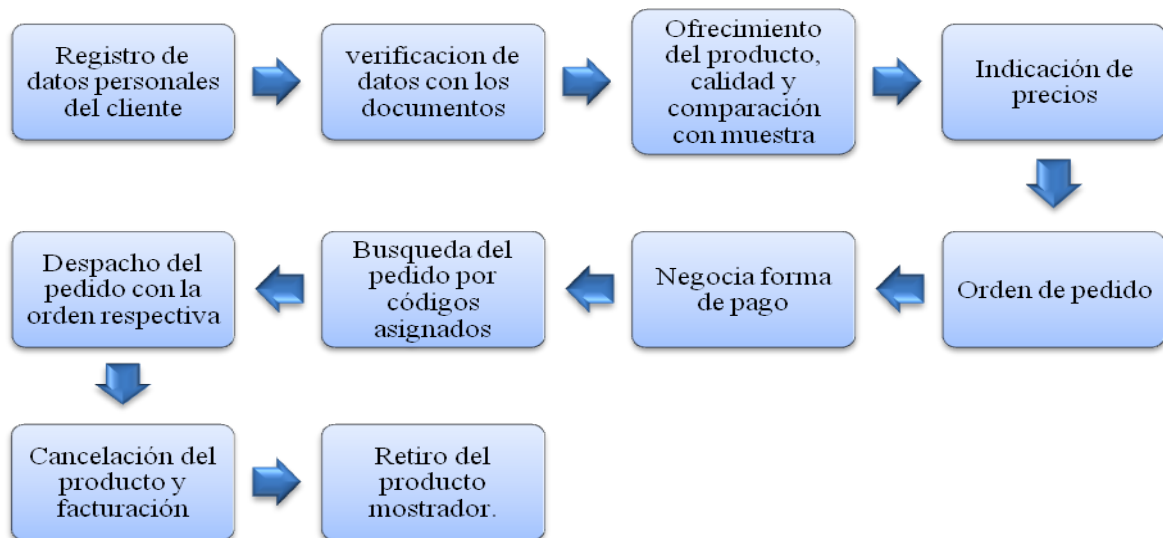 Registro de
datos personales
del cliente
verificacion de
datos con los
documentos
Ofrecimiento
del producto,
calidad y
comparación
con muestra
Indicación de
precios
Orden de pedido
Negocia forma
de pago
Busqueda del
pedido por
códigos
asignados
Despacho del
pedido con la
orden respectiva
Cancelación del
producto y
facturación
Retiro del
producto
mostrador.